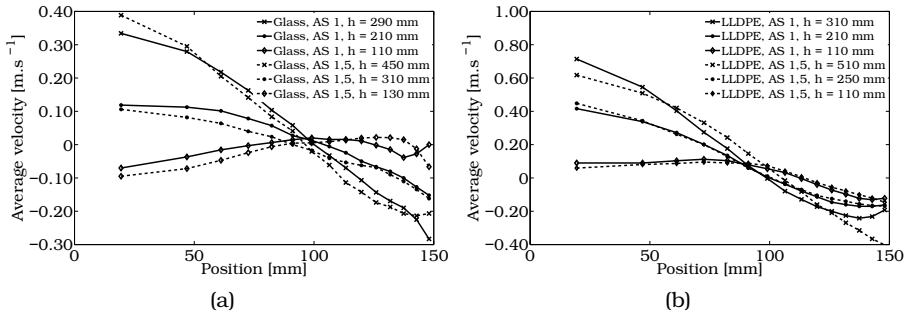 0.40
0.30
0.20
0.10
0
−0.10
−0.20
−0.30
0
50
100
150
Average velocity [m.s⁻¹]
Position [mm]
Glass, AS 1, h = 290 mm
Glass, AS 1, h = 210 mm
Glass, AS 1, h = 110 mm
Glass, AS 1,5, h = 450 mm
Glass, AS 1,5, h = 310 mm
Glass, AS 1,5, h = 130 mm
(a)
1.00
0.80
0.60
0.40
0.20
0
−0.20
−0.40
0
50
100
150
Average velocity [m.s⁻¹]
Position [mm]
LLDPE, AS 1, h = 310 mm
LLDPE, AS 1, h = 210 mm
LLDPE, AS 1, h = 110 mm
LLDPE, AS 1,5, h = 510 mm
LLDPE, AS 1,5, h = 250 mm
LLDPE, AS 1,5, h = 110 mm
(b)